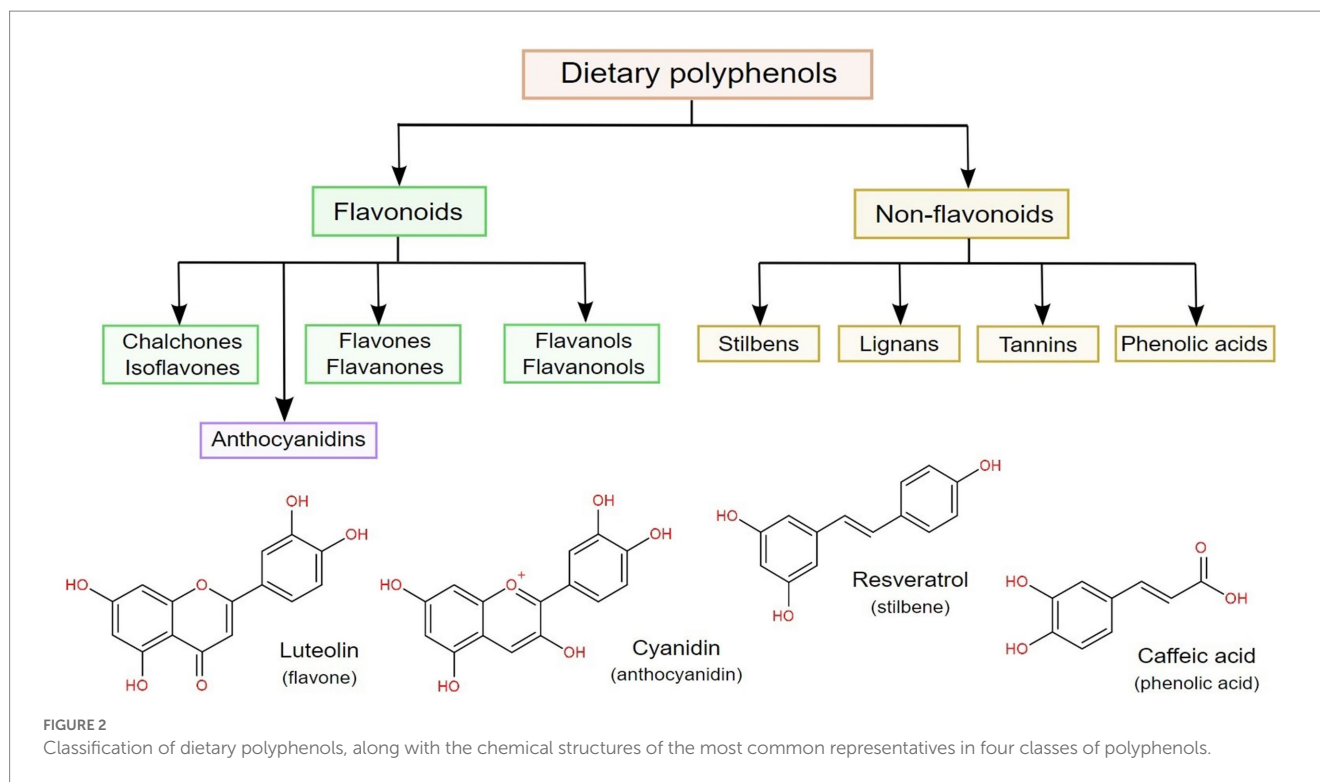 Dietary polyphenols
Flavonoids
Non-flavonoids
Chalchones
Isoflavones
Flavones
Flavanones
Flavanols
Flavanonols
Stilbens
Lignans
Tannins
Phenolic acids
Anthocyanidins
OH
OH
HO
O
HO
O
Luteolin
(flavone)
OH
OH
HO
O+
OH
HO
Cyanidin
(anthocyanidin)
OH
HO
HO
Resveratrol
(stilbene)
O
HO
OH
HO
Caffeic acid
(phenolic acid)
FIGURE 2
Classification of dietary polyphenols, along with the chemical structures of the most common representatives in four classes of polyphenols.